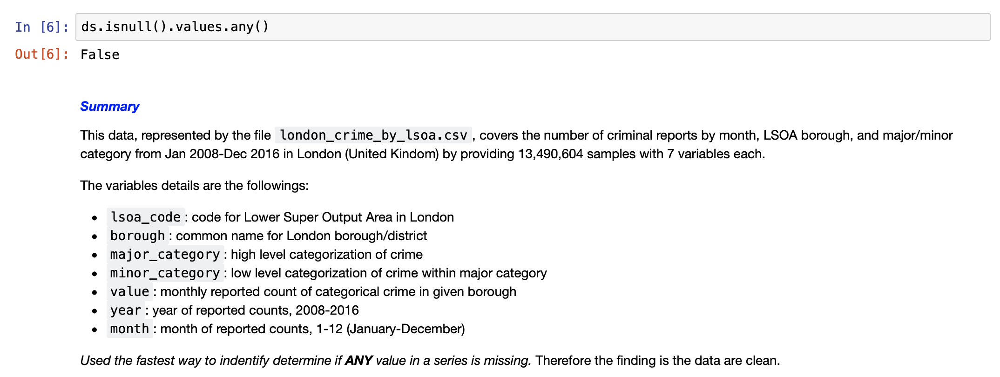 In [6]: ds.isnull().values.any()
Out[6]: False
Summary
This data, represented by the file london_crime_by_lsoa.csv , covers the number of criminal reports by month, LSOA borough, and major/minor
category from Jan 2008-Dec 2016 in London (United Kindom) by providing 13,490,604 samples with 7 variables each.
The variables details are the followings:
• lsoa_code : code for Lower Super Output Area in London
• borough : common name for London borough/district
• major_category : high level categorization of crime
• minor_category : low level categorization of crime within major category
• value : monthly reported count of categorical crime in given borough
• year : year of reported counts, 2008-2016
• month : month of reported counts, 1-12 (January-December)
Used the fastest way to indentify determine if ANY value in a series is missing. Therefore the finding is the data are clean.